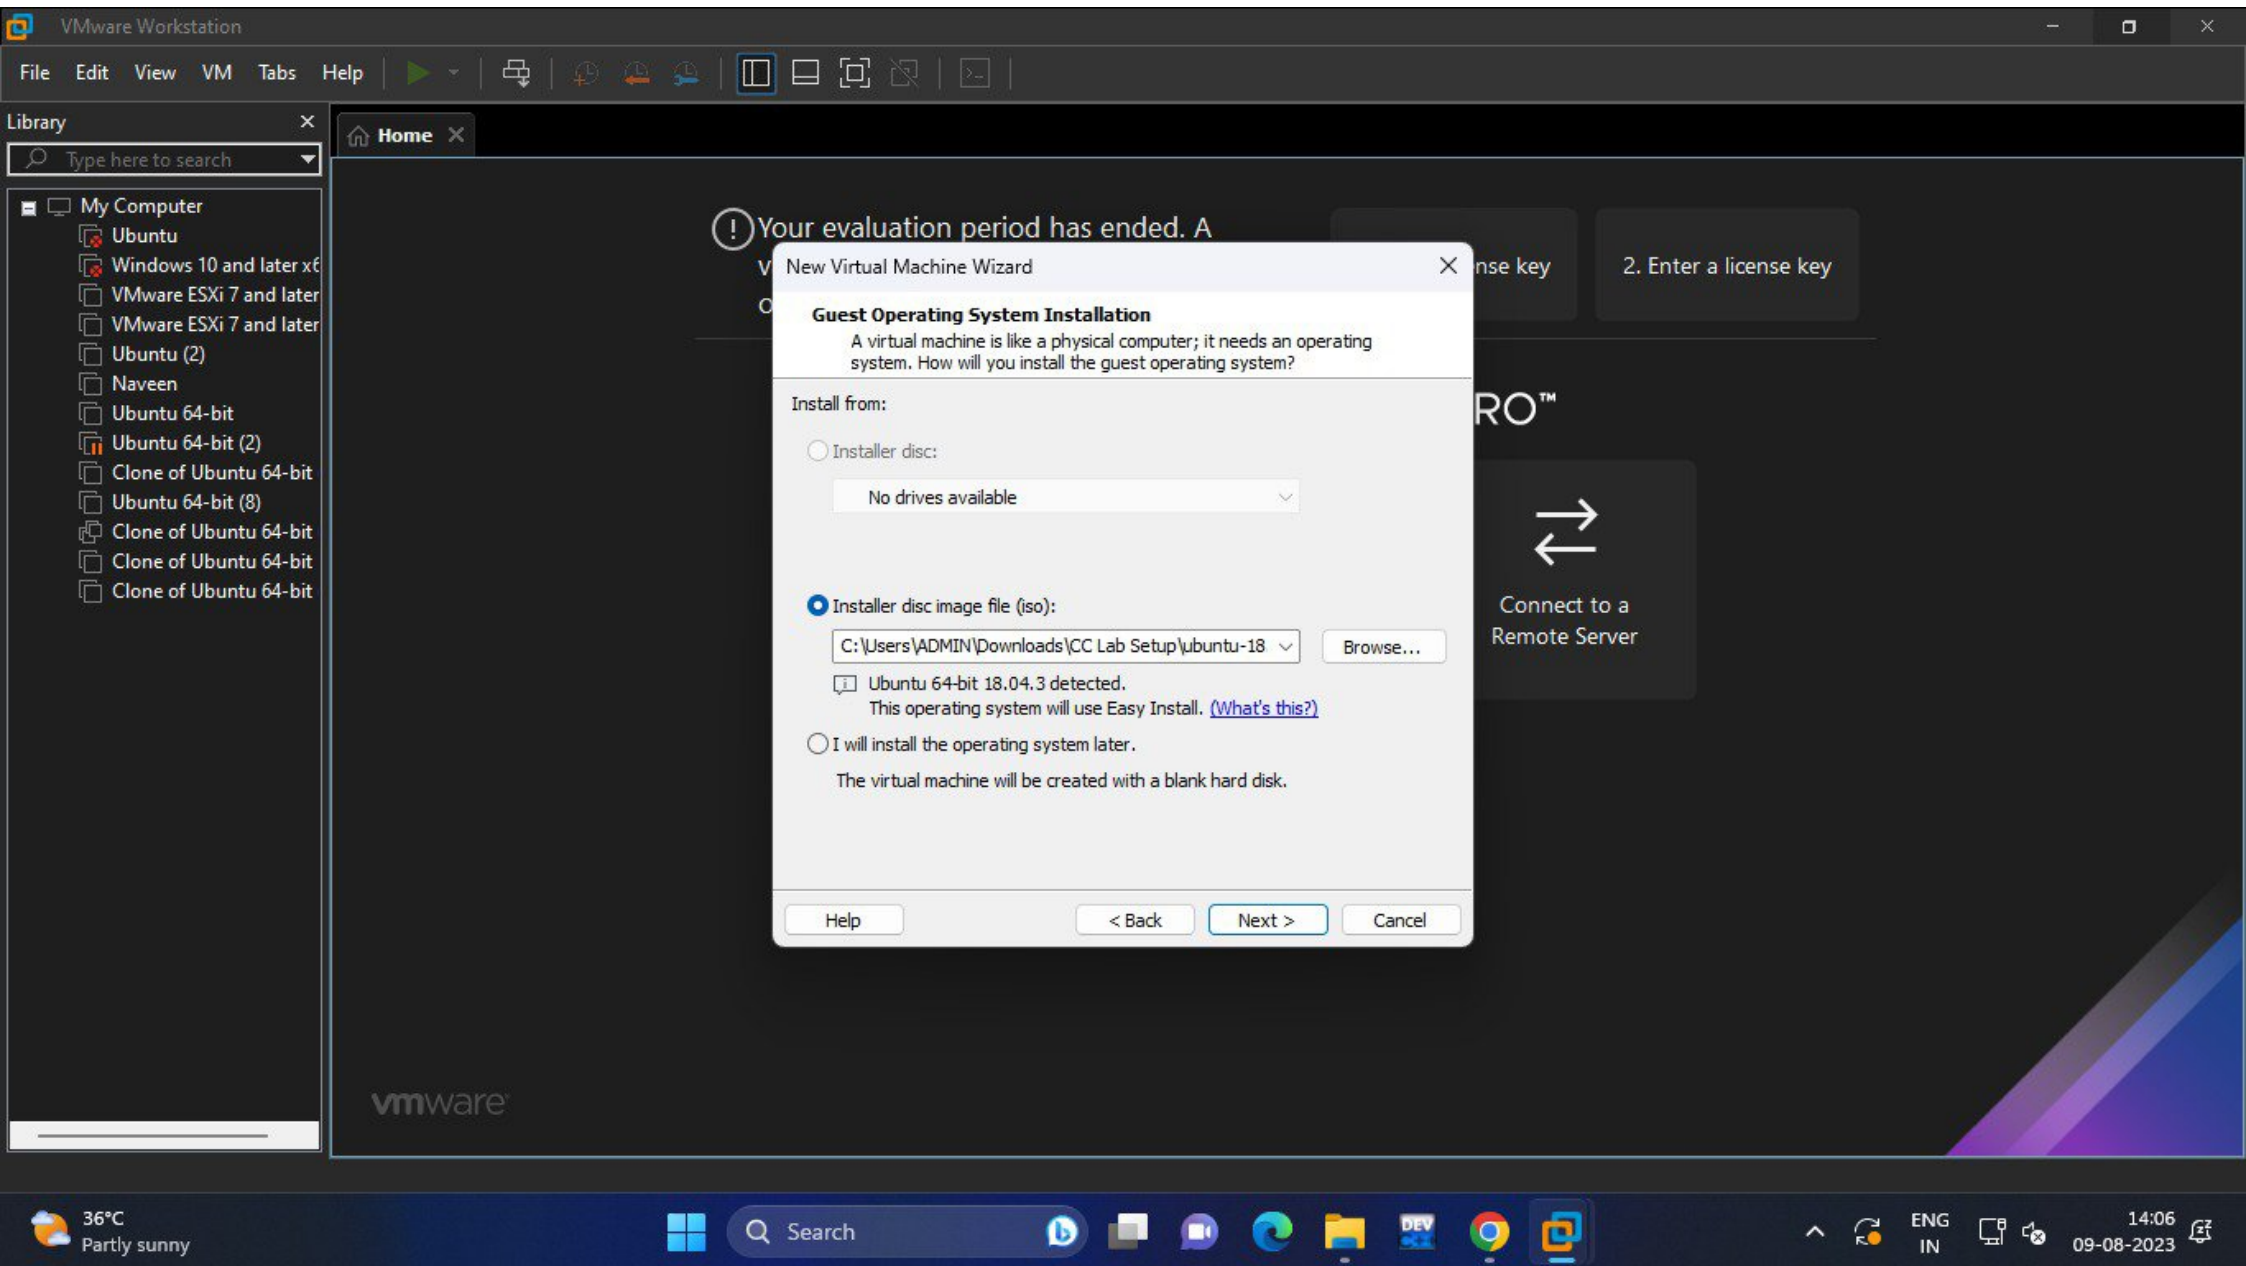 VMware Workstation
File Edit View VM Tabs Help
Library
Home
Type here to search
My Computer
Ubuntu
Windows 10 and later x6
VMware ESXi 7 and later
VMware ESXi 7 and later
Ubuntu (2)
Naveen
Ubuntu 64-bit
Ubuntu 64-bit (2)
Clone of Ubuntu 64-bit
Ubuntu 64-bit (8)
Clone of Ubuntu 64-bit
Clone of Ubuntu 64-bit
Clone of Ubuntu 64-bit
Your evaluation period has ended. A
nse key
2. Enter a license key
RO™
Connect to a
Remote Server
New Virtual Machine Wizard
Guest Operating System Installation
A virtual machine is like a physical computer; it needs an operating
system. How will you install the guest operating system?
Install from:
Installer disc:
No drives available
Installer disc image file (iso):
C:\Users\ADMIN\Downloads\CC Lab Setup\ubuntu-18
Browse...
Ubuntu 64-bit 18.04.3 detected.
This operating system will use Easy Install. (What's this?)
I will install the operating system later.
The virtual machine will be created with a blank hard disk.
Help
< Back
Next >
Cancel
vmware
36°C
Partly sunny
Search
DEV
C++
ENG
IN
14:06
09-08-2023